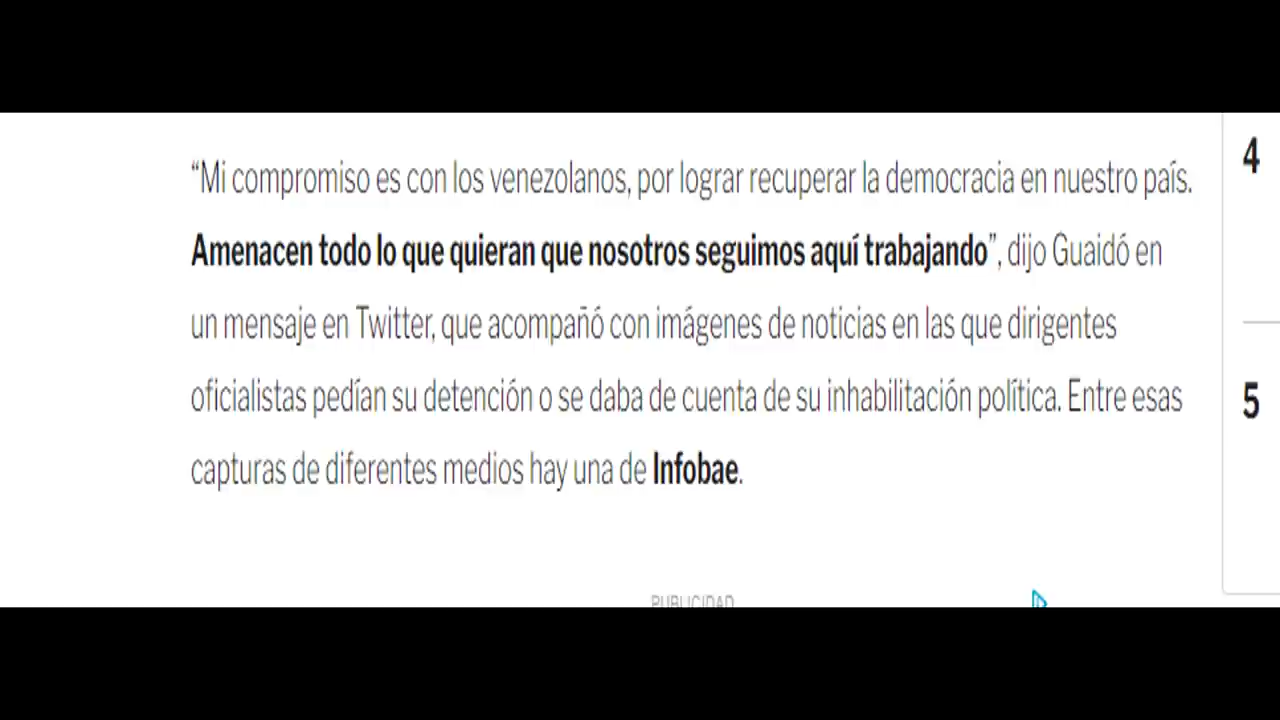 “Mi compromiso es con los venezolanos, por lograr recuperar la democracia en nuestro país.
Amenacen todo lo que quieran que nosotros seguimos aquí trabajando”, dijo Guaidó en
un mensaje en Twitter, que acompañó con imágenes de noticias en las que dirigentes
oficialistas pedían su detención o se daba de cuenta de su inhabilitación política. Entre esas
capturas de diferentes medios hay una de Infobae.
PUBLICIDAD
4
5